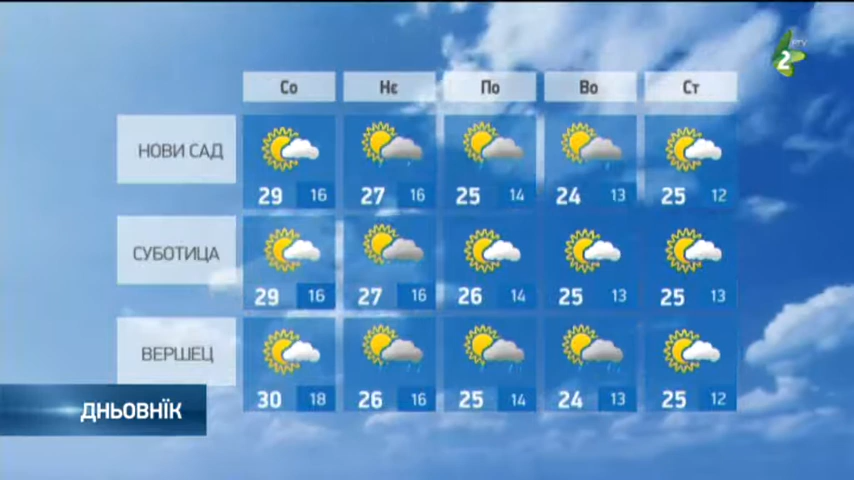 РТV
2
Со Нє По Во Ст
НОВИ САД
29 16 27 16 25 14 24 13 25 12
СУБОТИЦА
29 16 27 16 26 14 25 13 25 13
ВЕРШЕЦ
30 18 26 16 25 14 24 13 25 12
ДНЬОВНЇК